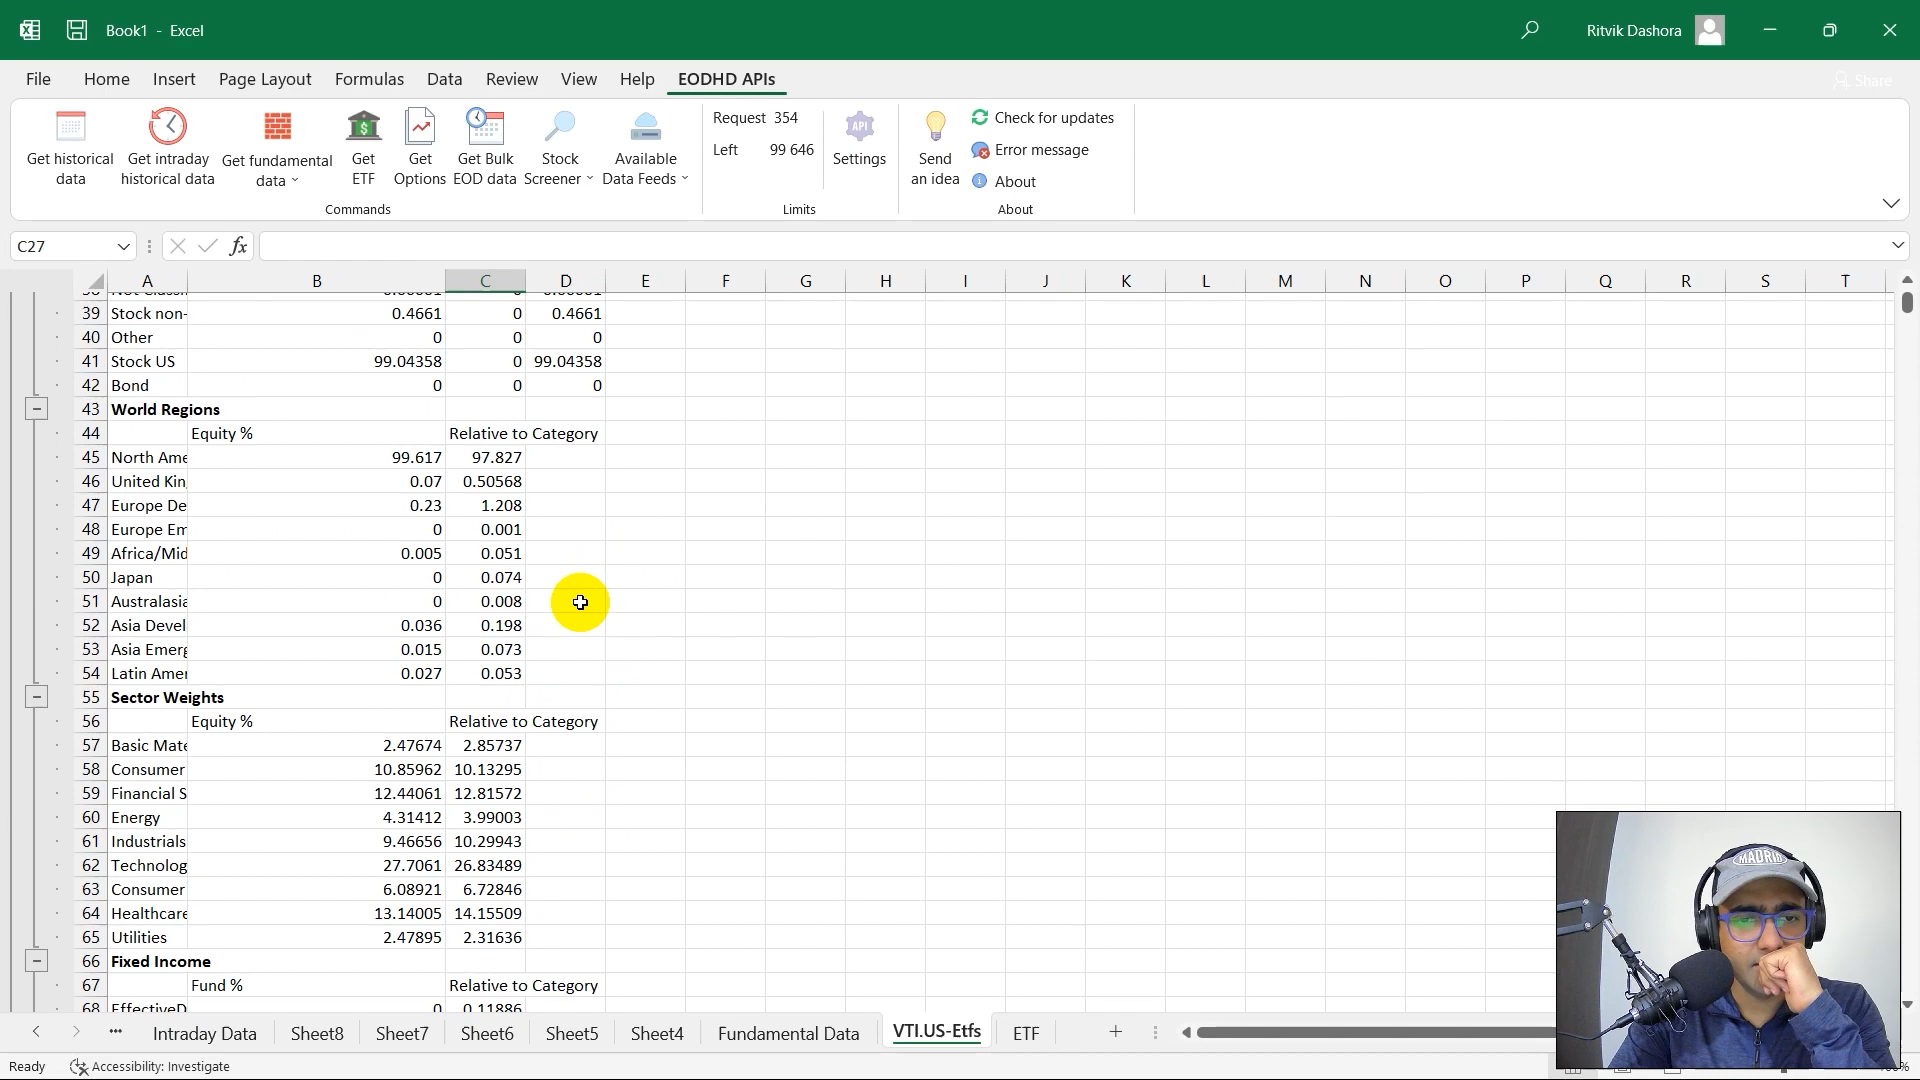 Book1 - Excel
Ritvik Dashora
File Home Insert Page Layout Formulas Data Review View Help EODHD APIs
Share
Get historical data
Get intraday historical data
Get fundamental data
Get ETF
Get Options
Get Bulk EOD data
Stock Screener
Available Data Feeds
Commands
Request 354
Left 99 646
Limits
API
Settings
Send an idea
Check for updates
Error message
About
About
C27
fx
A B C D E F G H I J K L M N O P Q R S T
39 Stock non- 0.4661 0 0.4661
40 Other 0 0 0
41 Stock US 99.04358 0 99.04358
42 Bond 0 0 0
43 World Regions
44 Equity % Relative to Category
45 North Ame 99.617 97.827
46 United Kin 0.07 0.50568
47 Europe De 0.23 1.208
48 Europe Em 0 0.001
49 Africa/Mid 0.005 0.051
50 Japan 0 0.074
51 Australasia 0 0.008
52 Asia Devel 0.036 0.198
53 Asia Emerg 0.015 0.073
54 Latin Amer 0.027 0.053
55 Sector Weights
56 Equity % Relative to Category
57 Basic Mate 2.47674 2.85737
58 Consumer 10.85962 10.13295
59 Financial S 12.44061 12.81572
60 Energy 4.31412 3.99003
61 Industrials 9.46656 10.29943
62 Technolog 27.7061 26.83489
63 Consumer 6.08921 6.72846
64 Healthcare 13.14005 14.15509
65 Utilities 2.47895 2.31636
66 Fixed Income
67 Fund % Relative to Category
68 EffectiveD 0 0.11886
MADRID
Intraday Data Sheet8 Sheet7 Sheet6 Sheet5 Sheet4 Fundamental Data VTI.US-Etfs ETF
Ready Accessibility: Investigate